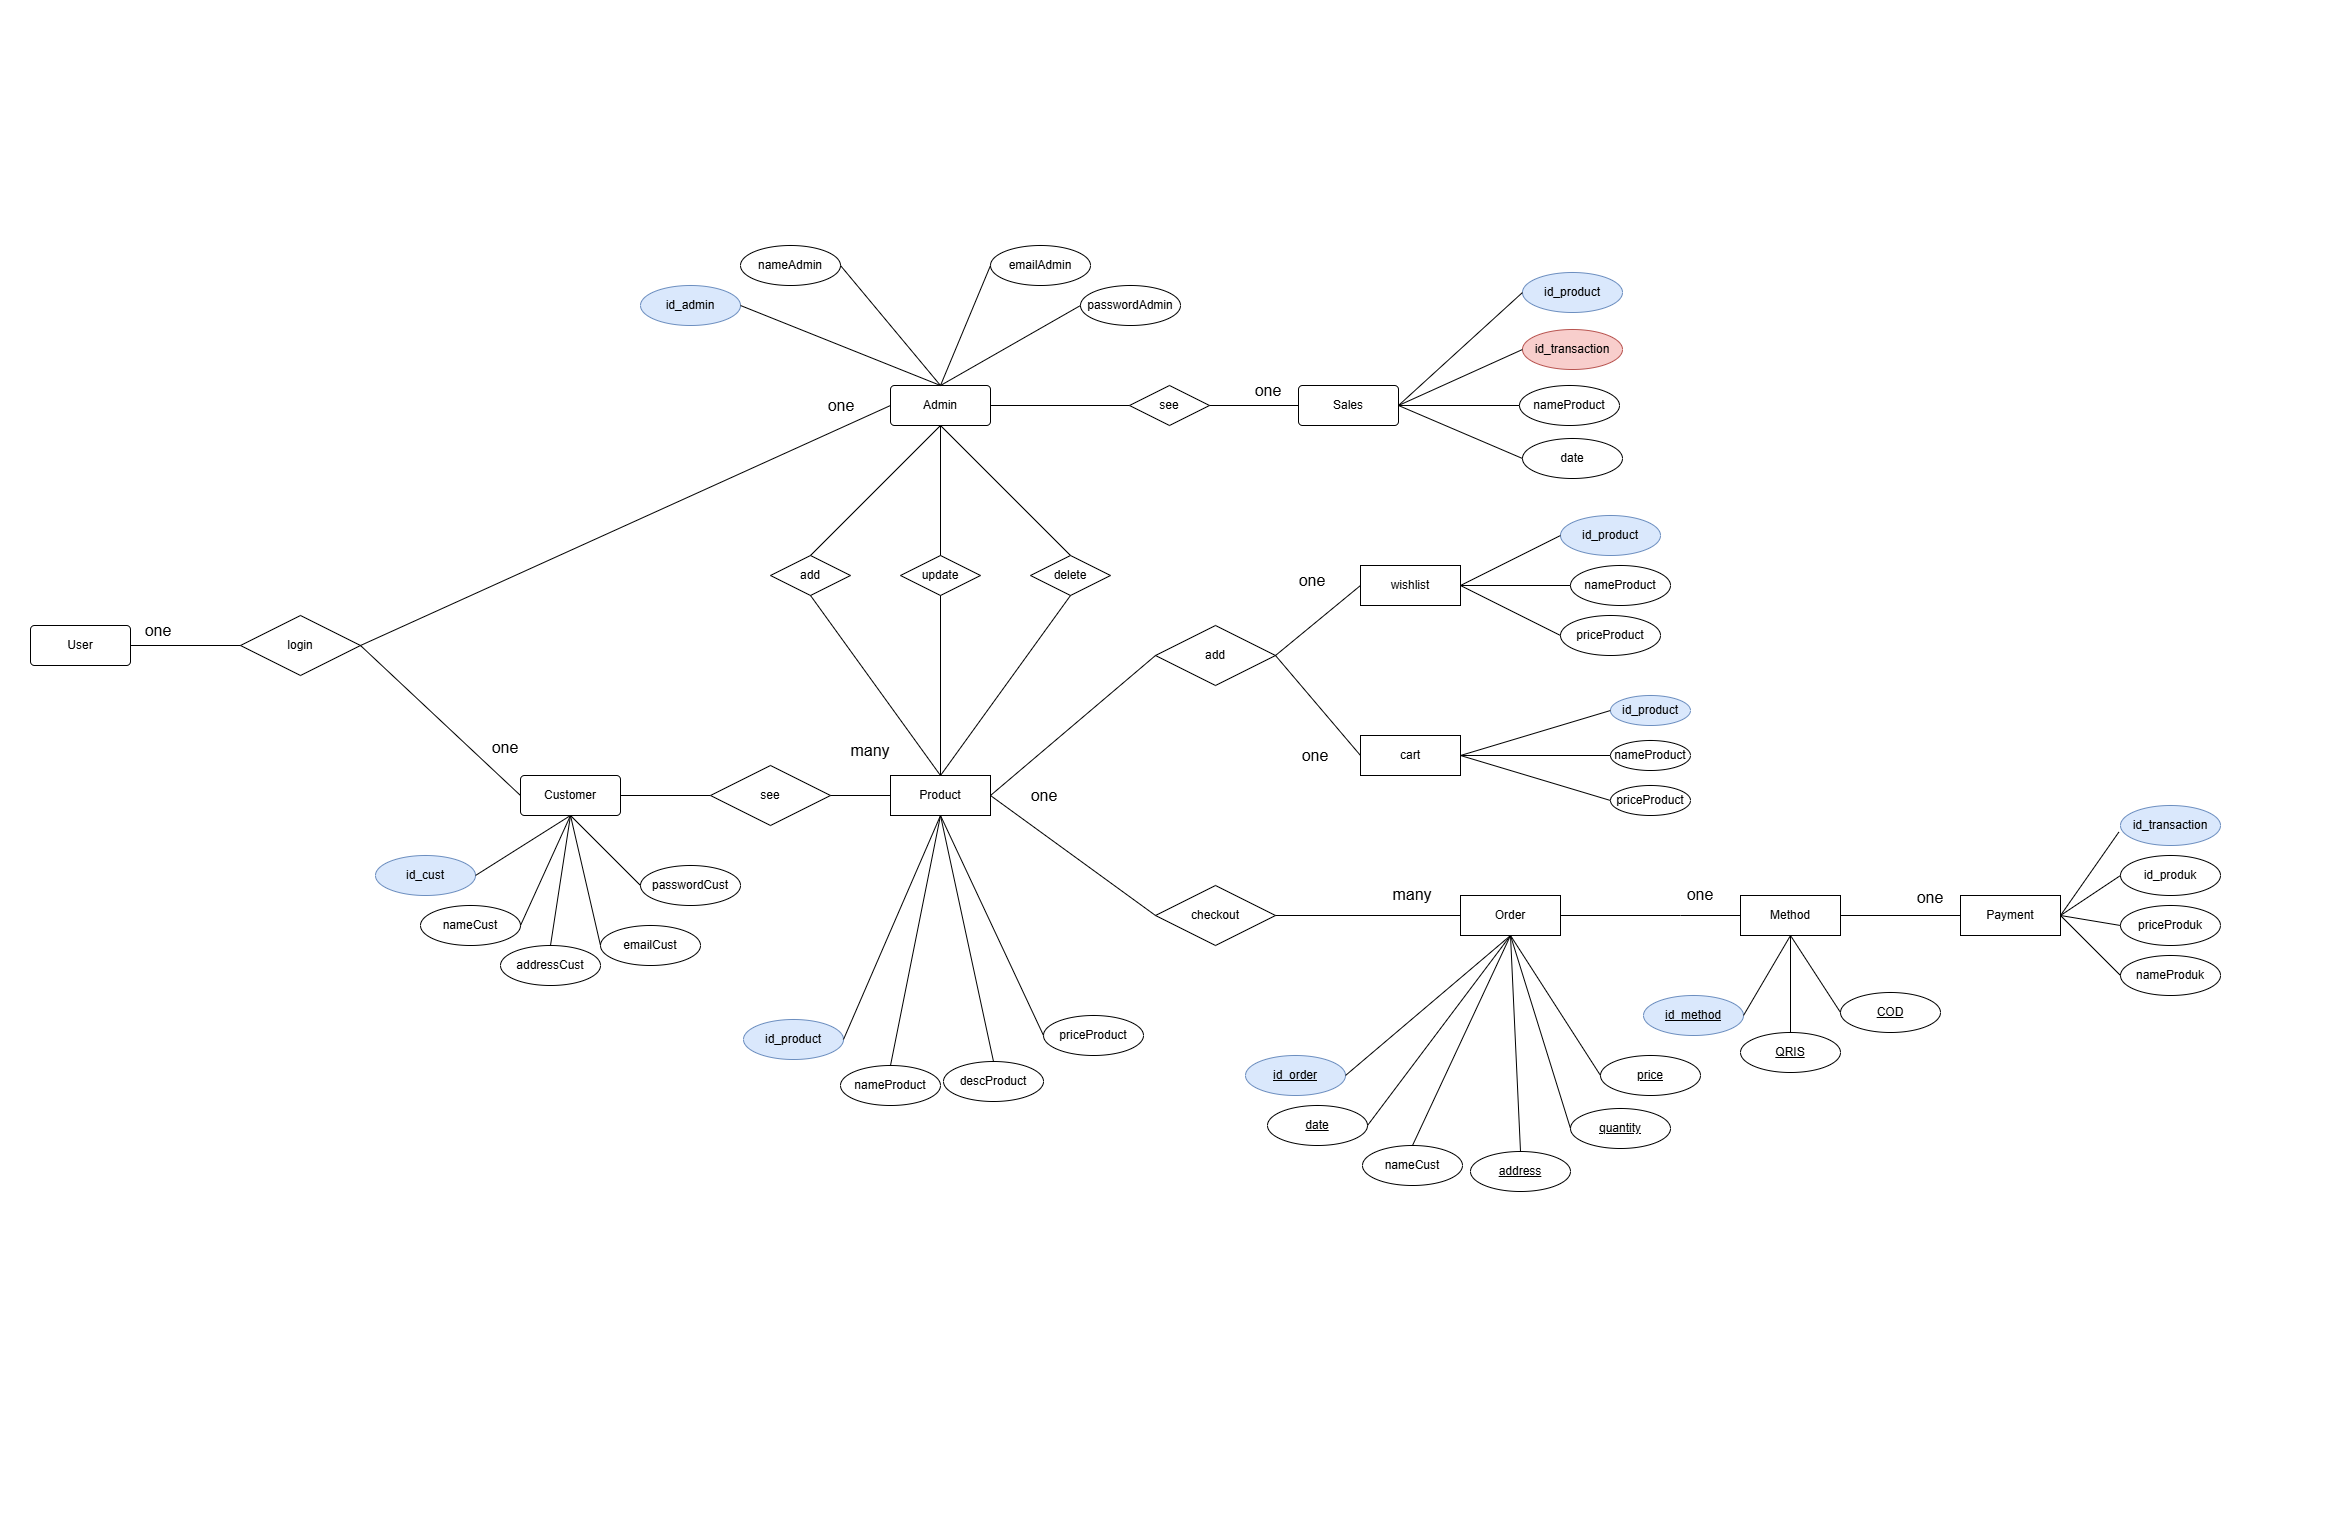 nameAdmin
emailAdmin
id_admin
passwordAdmin
id_product
id_transaction
nameProduct
date
one
Admin
see
one
Sales
add
update
delete
id_product
nameProduct
priceProduct
one
wishlist
User
one
login
add
id_product
nameProduct
priceProduct
one
cart
one
Customer
see
many
Product
one
id_cust
nameCust
addressCust
emailCust
passwordCust
id_product
nameProduct
descProduct
priceProduct
checkout
many
Order
one
Method
one
Payment
id_transaction
id_produk
priceProduk
nameProduk
id_method
QRIS
COD
id_order
date
nameCust
address
quantity
price